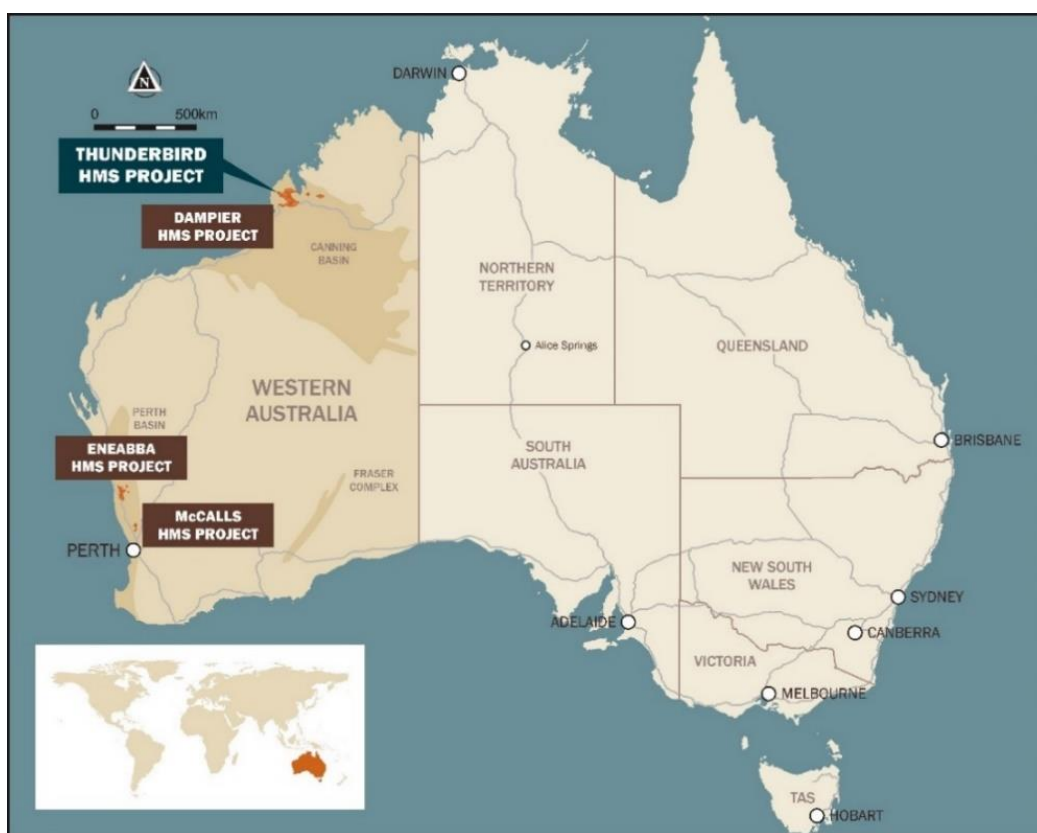 DARWIN
N
0 500km
THUNDERBIRD
HMS PROJECT
DAMPIER
HMS PROJECT
CANNING
BASIN
NORTHERN
TERRITORY
Alice Springs
QUEENSLAND
WESTERN
AUSTRALIA
PERTH
BASIN
BRISBANE
ENEABBA
HMS PROJECT
SOUTH
AUSTRALIA
FRASER
COMPLEX
McCALLS
HMS PROJECT
PERTH
NEW SOUTH
WALES
SYDNEY
ADELAIDE
CANBERRA
VICTORIA
MELBOURNE
TAS
HOBART